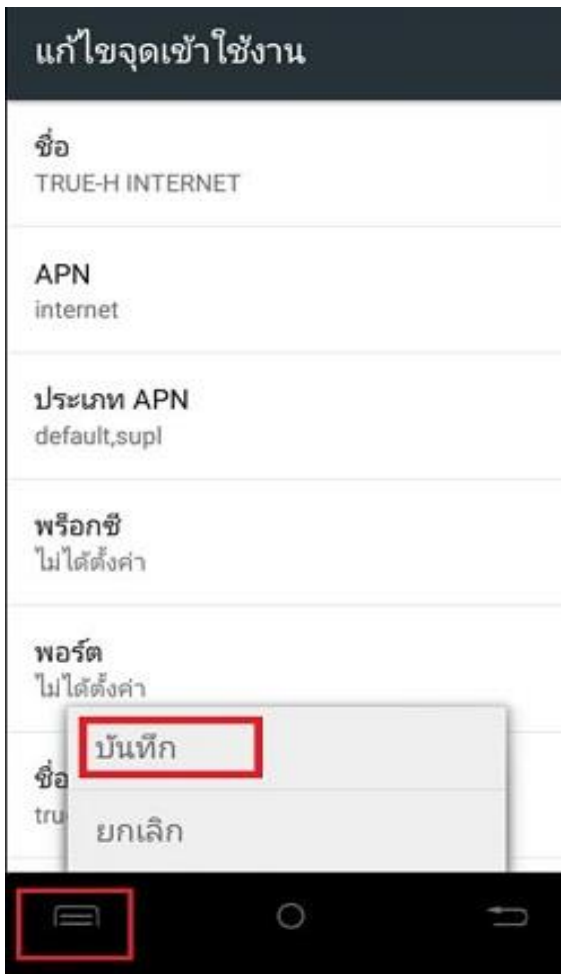 แก้ไขจุดเข้าใช้งาน
ชื่อ
TRUE-H INTERNET
APN
internet
ประเภท APN
default,supl
พร็อกซี
ไม่ได้ตั้งค่า
พอร์ต
ไม่ได้ตั้งค่า
บันทึก
ชื่อ
tru
ยกเลิก